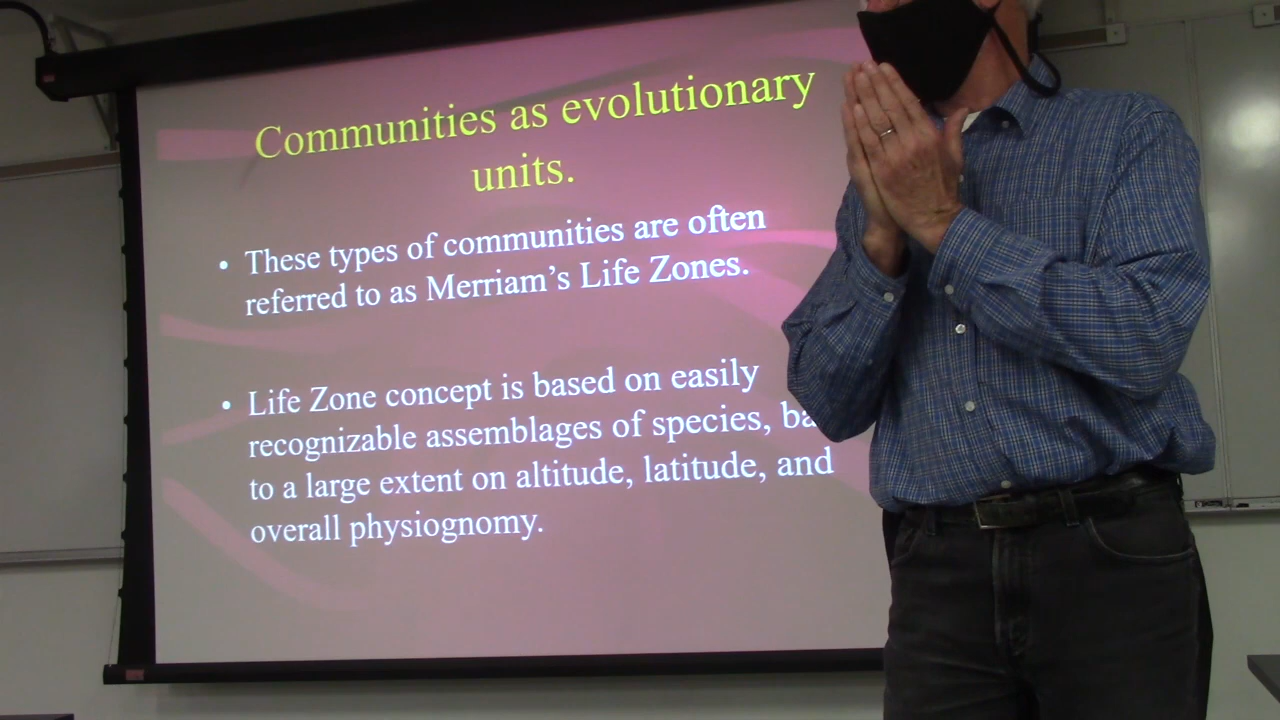 Communities as evolutionary
units.
• These types of communities are often
referred to as Merriam's Life Zones.
• Life Zone concept is based on easily
recognizable assemblages of species,
to a large extent on altitude, latitude, and
overall physiognomy.